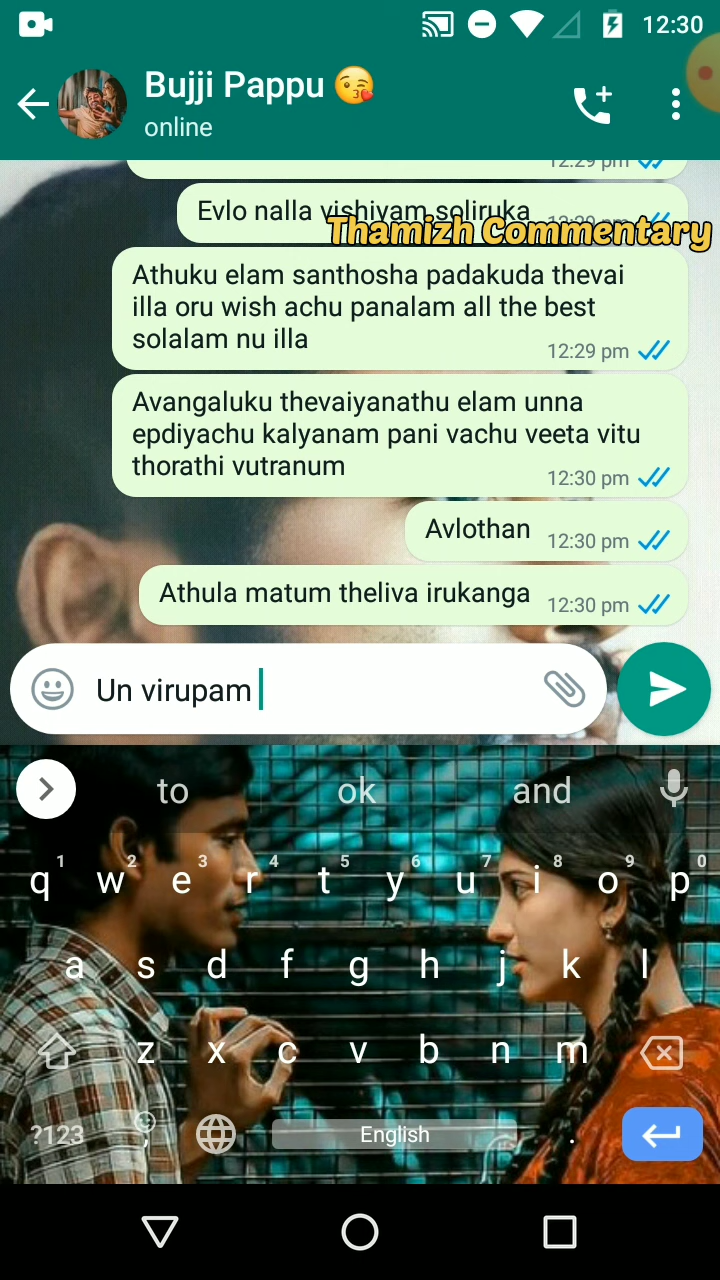 12:30
Bujji Pappu 😘
online
12:29 pm
Evlo nalla vishiyam soliruka
Thamizh Commentary
Athuku elam santhosha padakuda thevai
illa oru wish achu panalam all the best
solalam nu illa
12:29 pm
Avangaluku thevaiyanathu elam unna
epdiyachu kalyanam pani vachu veeta vitu
thorathi vutranum
12:30 pm
Avlothan 12:30 pm
Athula matum theliva irukanga 12:30 pm
Un virupam
to ok and
1 2 3 4 5 6 7 8 9 0
q w e r t y u i o p
a s d f g h j k l
z x c v b n m
?123 , English .